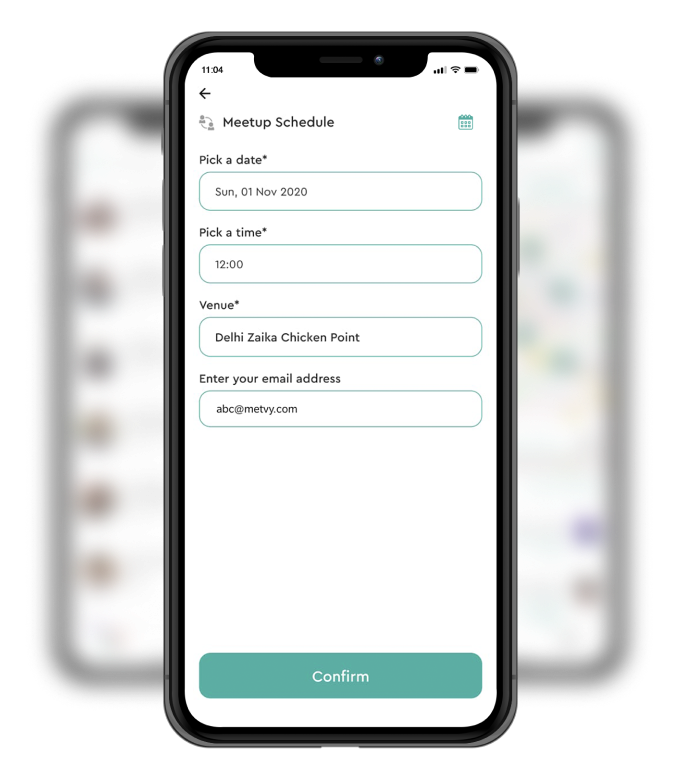 11:04
Meetup Schedule
Pick a date*
Sun, 01 Nov 2020
Pick a time*
12:00
Venue*
Delhi Zaika Chicken Point
Enter your email address
abc@metvy.com
Confirm